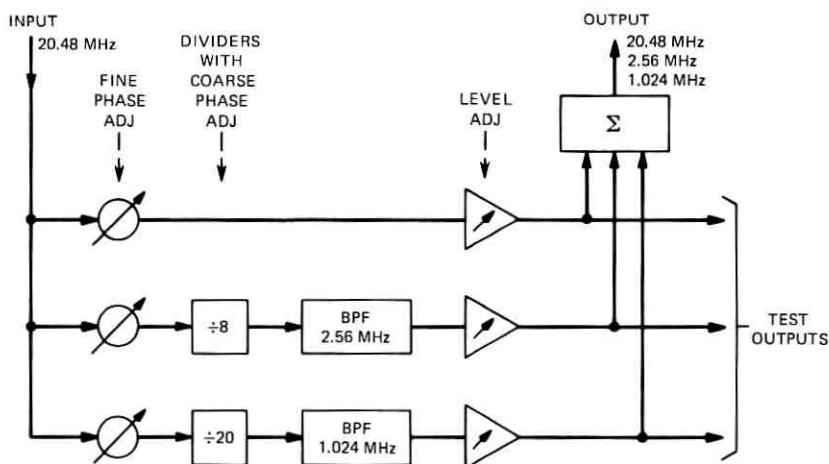 INPUT
20.48 MHz
DIVIDERS
WITH
COARSE
PHASE
ADJ
FINE
PHASE
ADJ
LEVEL
ADJ
OUTPUT
20.48 MHz
2.56 MHz
1.024 MHz
Σ
÷8
BPF
2.56 MHz
÷20
BPF
1.024 MHz
TEST
OUTPUTS